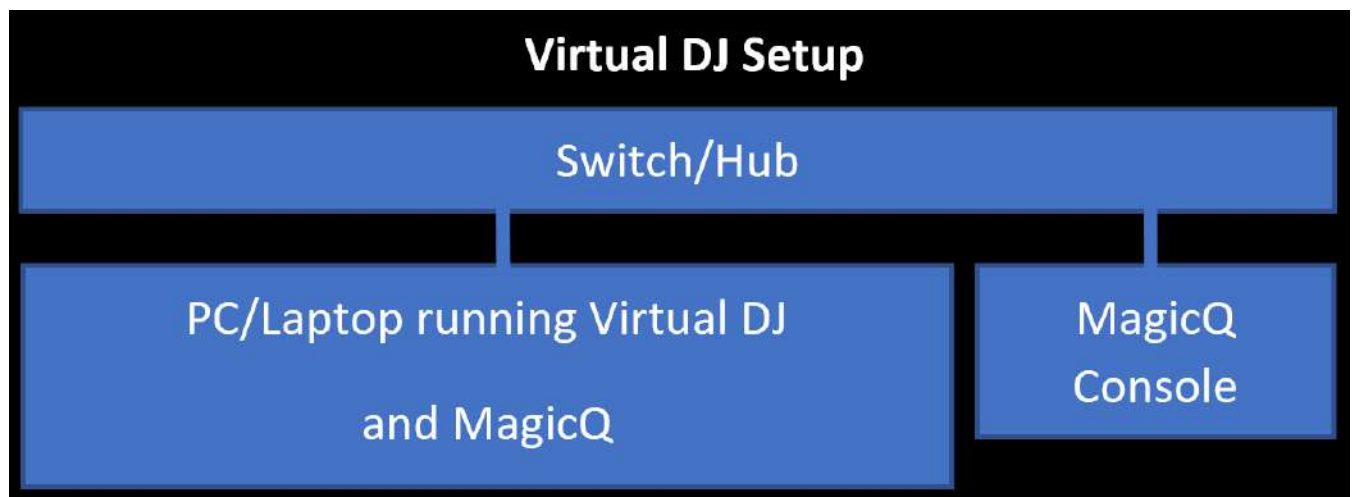 Virtual DJ Setup
Switch/Hub
PC/Laptop running Virtual DJ
and MagicQ
MagicQ
Console